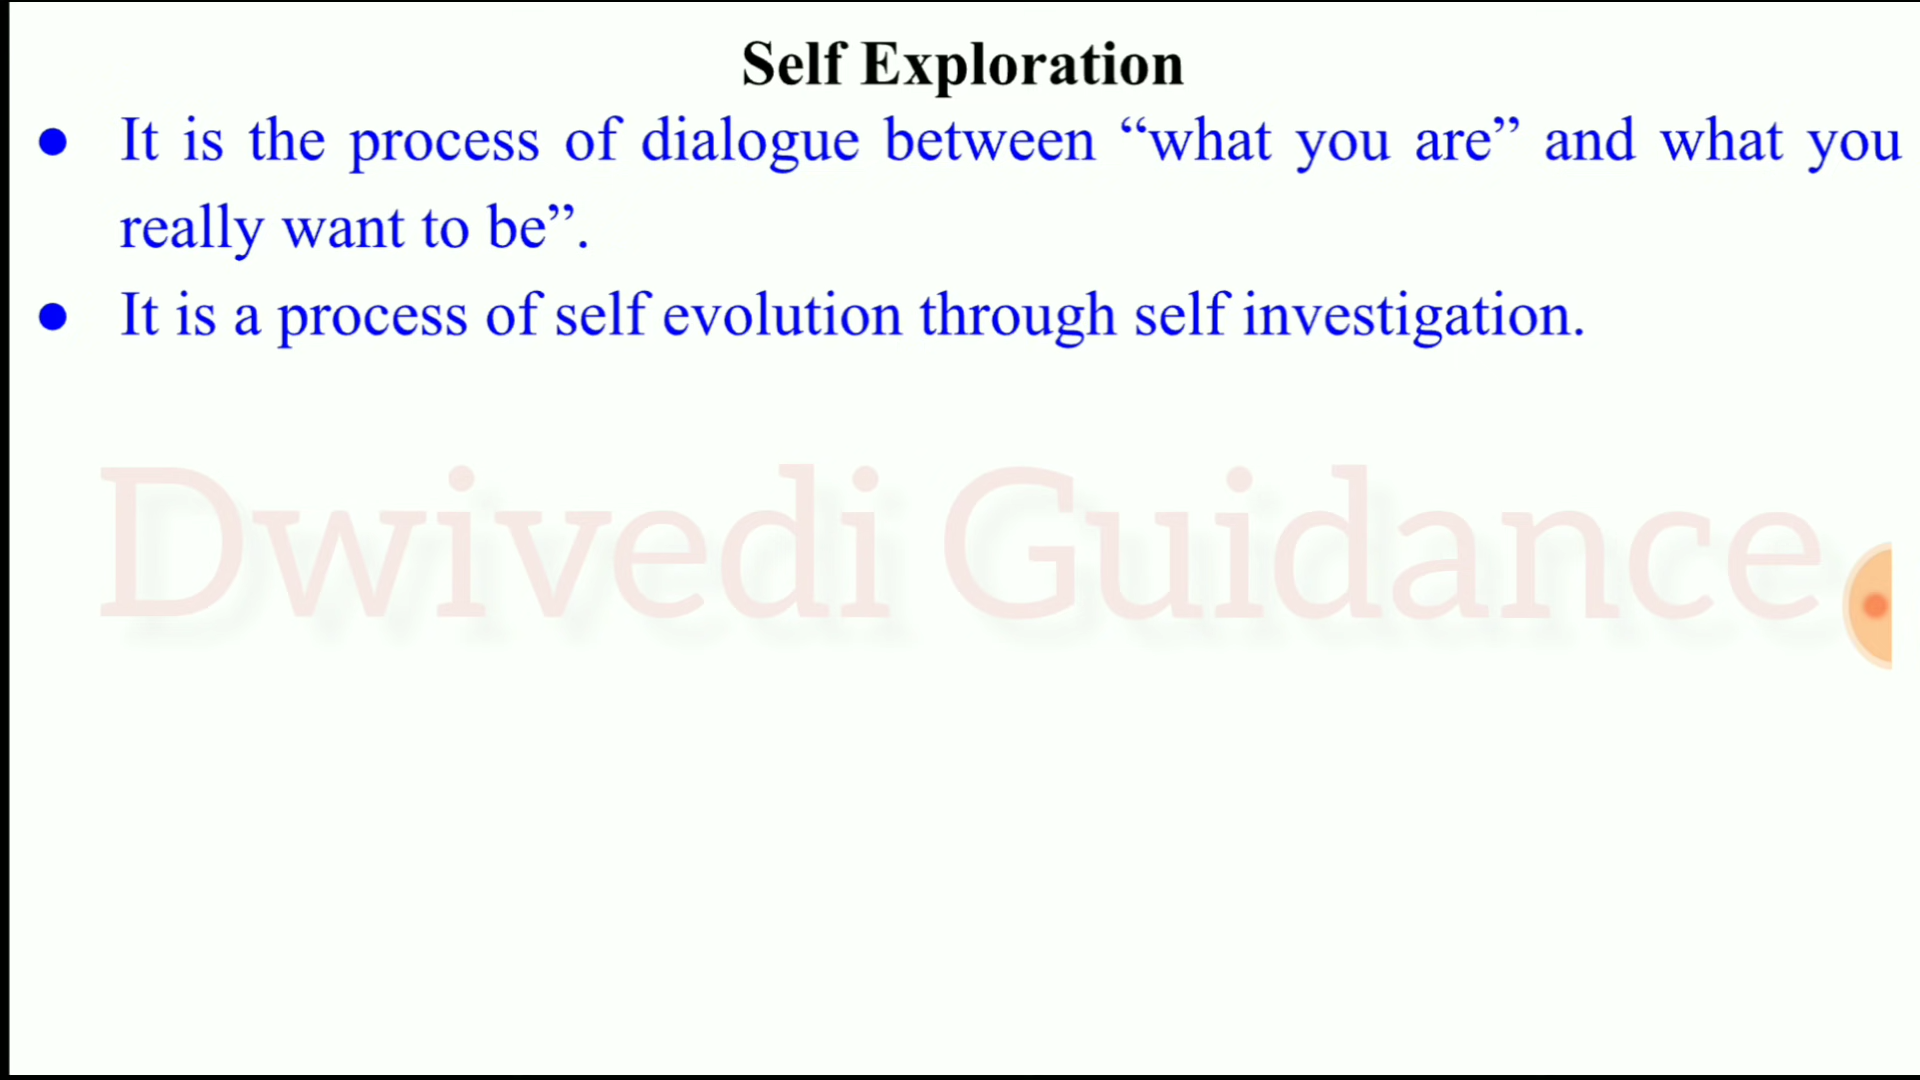 Self Exploration
● It is the process of dialogue between “what you are” and what you
really want to be”.
● It is a process of self evolution through self investigation.
Dwivedi Guidance